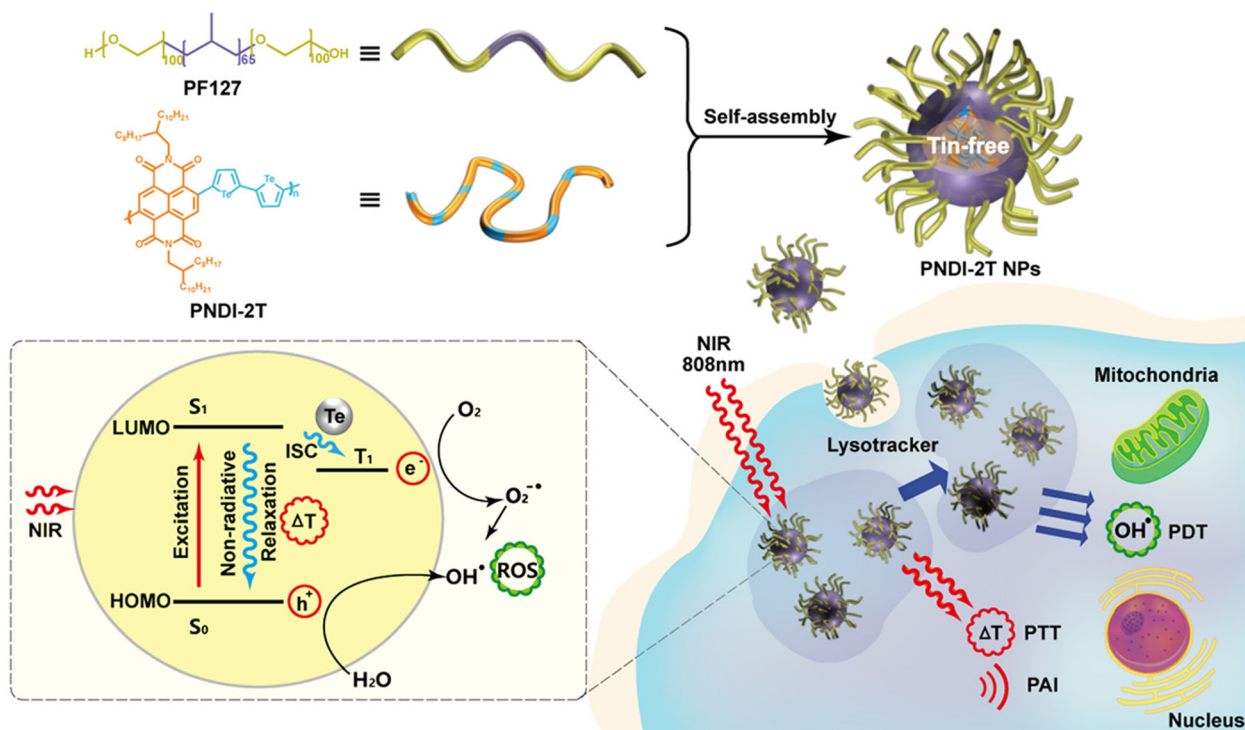 H
O
100
65
O
100
OH
≡
PF127
Self-assembly
Tin-free
PNDI-2T NPs
C₁₀H₂₁
C₈H₁₇
O
N
O
Te
Te
n
O
N
O
C₈H₁₇
C₁₀H₂₁
≡
PNDI-2T
NIR
808nm
Mitochondria
Lysotracker
OH• PDT
ΔT PTT
PAI
Nucleus
S₁
LUMO
Te
ISC
T₁
e⁻
O₂
O₂⁻•
NIR
Excitation
Non-radiative
Relaxation
ΔT
OH•
ROS
HOMO
h⁺
S₀
H₂O